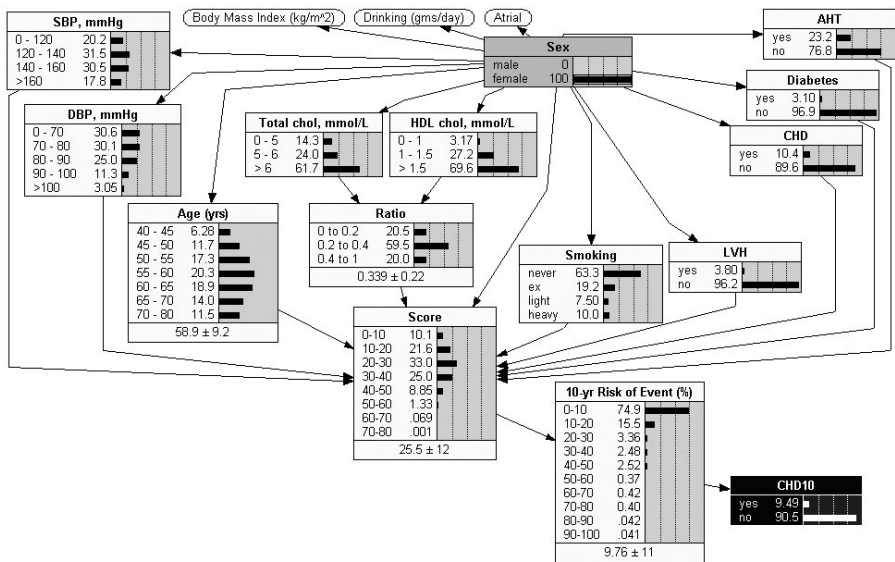 Body Mass Index (kg/m^2)
Drinking (gms/day)
Atrial
SBP, mmHg
0 - 120 20.2
120 - 140 31.5
140 - 160 30.5
>160 17.8
Sex
male 0
female 100
AHT
yes 23.2
no 76.8
Diabetes
yes 3.10
no 96.9
DBP, mmHg
0 - 70 30.6
70 - 80 30.1
80 - 90 25.0
90 - 100 11.3
>100 3.05
Total chol, mmol/L
0 - 5 14.3
5 - 6 24.0
> 6 61.7
HDL chol, mmol/L
0 - 1 3.17
1 - 1.5 27.2
> 1.5 69.6
CHD
yes 10.4
no 89.6
Age (yrs)
40 - 45 6.28
45 - 50 11.7
50 - 55 17.3
55 - 60 20.3
60 - 65 18.9
65 - 70 14.0
70 - 80 11.5
58.9 ± 9.2
Ratio
0 to 0.2 20.5
0.2 to 0.4 59.5
0.4 to 1 20.0
0.339 ± 0.22
Smoking
never 63.3
ex 19.2
light 7.50
heavy 10.0
LVH
yes 3.80
no 96.2
Score
0-10 10.1
10-20 21.6
20-30 33.0
30-40 25.0
40-50 8.85
50-60 1.33
60-70 .069
70-80 .001
25.5 ± 12
10-yr Risk of Event (%)
0-10 74.9
10-20 15.5
20-30 3.36
30-40 2.48
40-50 2.52
50-60 0.37
60-70 0.42
70-80 0.40
80-90 .042
90-100 .041
9.76 ± 11
CHD10
yes 9.49
no 90.5